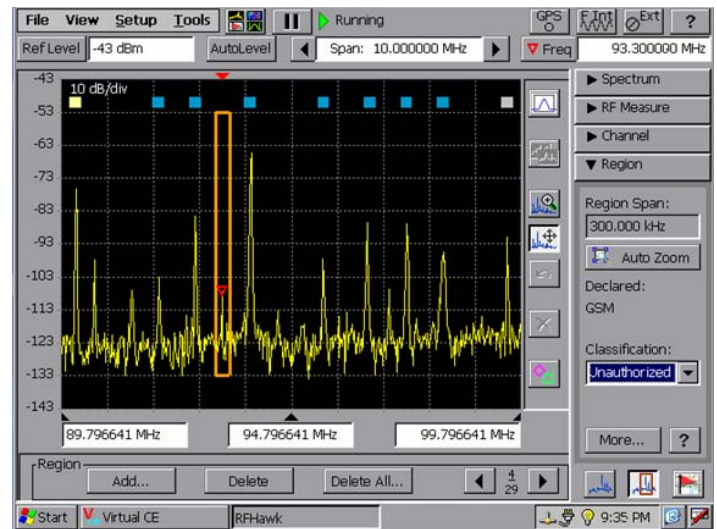 File View Setup Tools Running GPS F.Int Ext ?
Ref Level -43 dBm AutoLevel Span: 10.000000 MHz Freq 93.300000 MHz
10 dB/div
-43
-53
-63
-73
-83
-93
-103
-113
-123
-133
-143
89.796641 MHz 94.796641 MHz 99.796641 MHz
Spectrum
RF Measure
Channel
Region
Region Span:
300.000 kHz
Auto Zoom
Declared:
GSM
Classification:
Unauthorized
More... ?
Region
Add... Delete Delete All... 4
29
Start Virtual CE RFHawk 9:35 PM